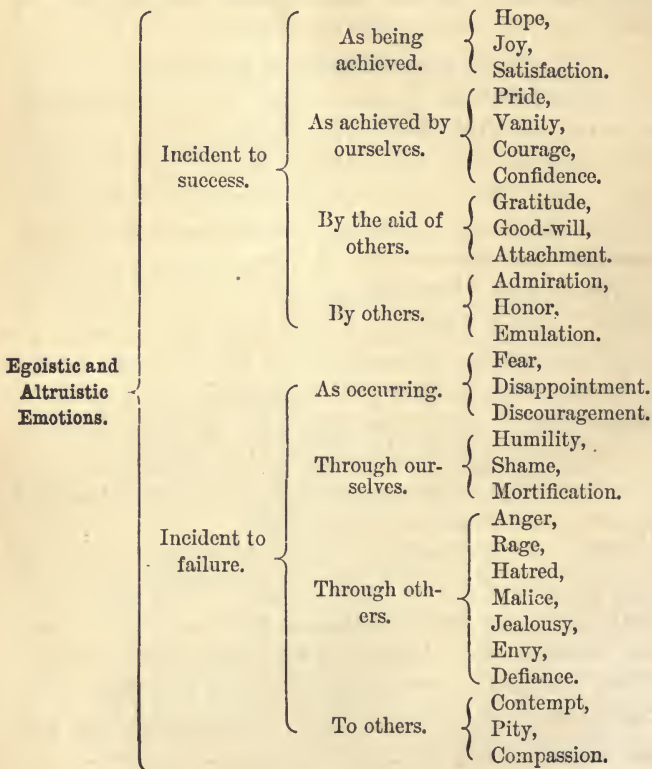 Egoistic and
Altruistic
Emotions.
Incident to
success.
As being
achieved.
Hope,
Joy,
Satisfaction.
As achieved by
ourselves.
Pride,
Vanity,
Courage,
Confidence.
By the aid of
others.
Gratitude,
Good-will,
Attachment.
By others.
Admiration,
Honor,
Emulation.
Incident to
failure.
As occurring.
Fear,
Disappointment.
Discouragement.
Through our-
selves.
Humility,
Shame,
Mortification.
Through oth-
ers.
Anger,
Rage,
Hatred,
Malice,
Jealousy,
Envy,
Defiance.
To others.
Contempt,
Pity,
Compassion.